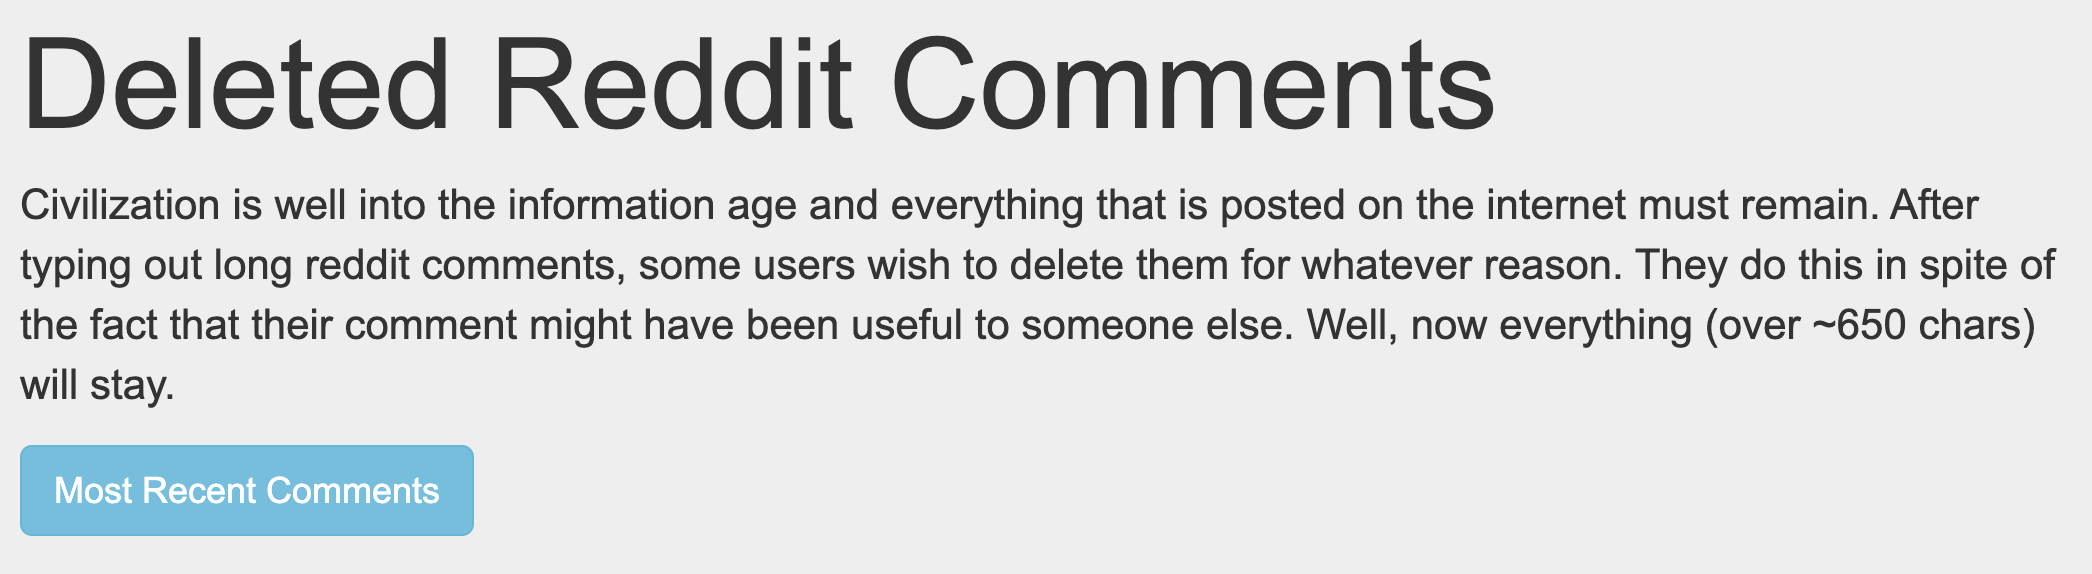 Deleted Reddit Comments
Civilization is well into the information age and everything that is posted on the internet must remain. After
typing out long reddit comments, some users wish to delete them for whatever reason. They do this in spite of
the fact that their comment might have been useful to someone else. Well, now everything (over ~650 chars)
will stay.
Most Recent Comments